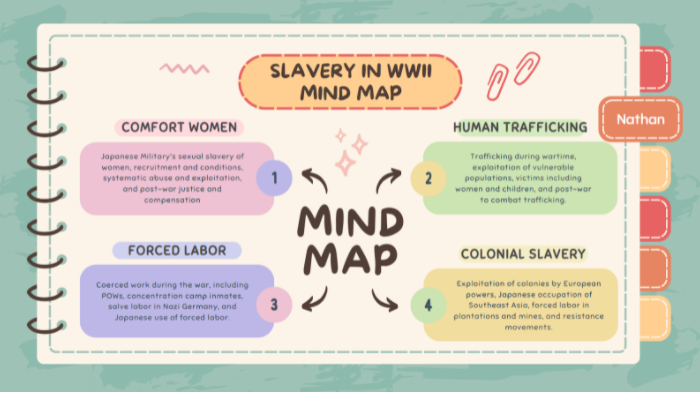 SLAVERY IN WWII
MIND MAP
Nathan
COMFORT WOMEN
Japanese Military's sexual slavery of
women, recruitment and conditions,
systematic abuse and exploitation,
and post-war justice and
compensation
1
HUMAN TRAFFICKING
Trafficking during wartime,
exploitation of vulnerable
populations, victims including
women and children, and post-war
to combat trafficking.
2
MIND
MAP
FORCED LABOR
Coerced work during the war, including
POWs, concentration camp inmates,
salve labor in Nazi Germany, and
Japanese use of forced labor.
3
COLONIAL SLAVERY
Exploitation of colonies by European
powers, Japanese occupation of
Southeast Asia, forced labor in
plantations and mines, and resistance
movements.
4